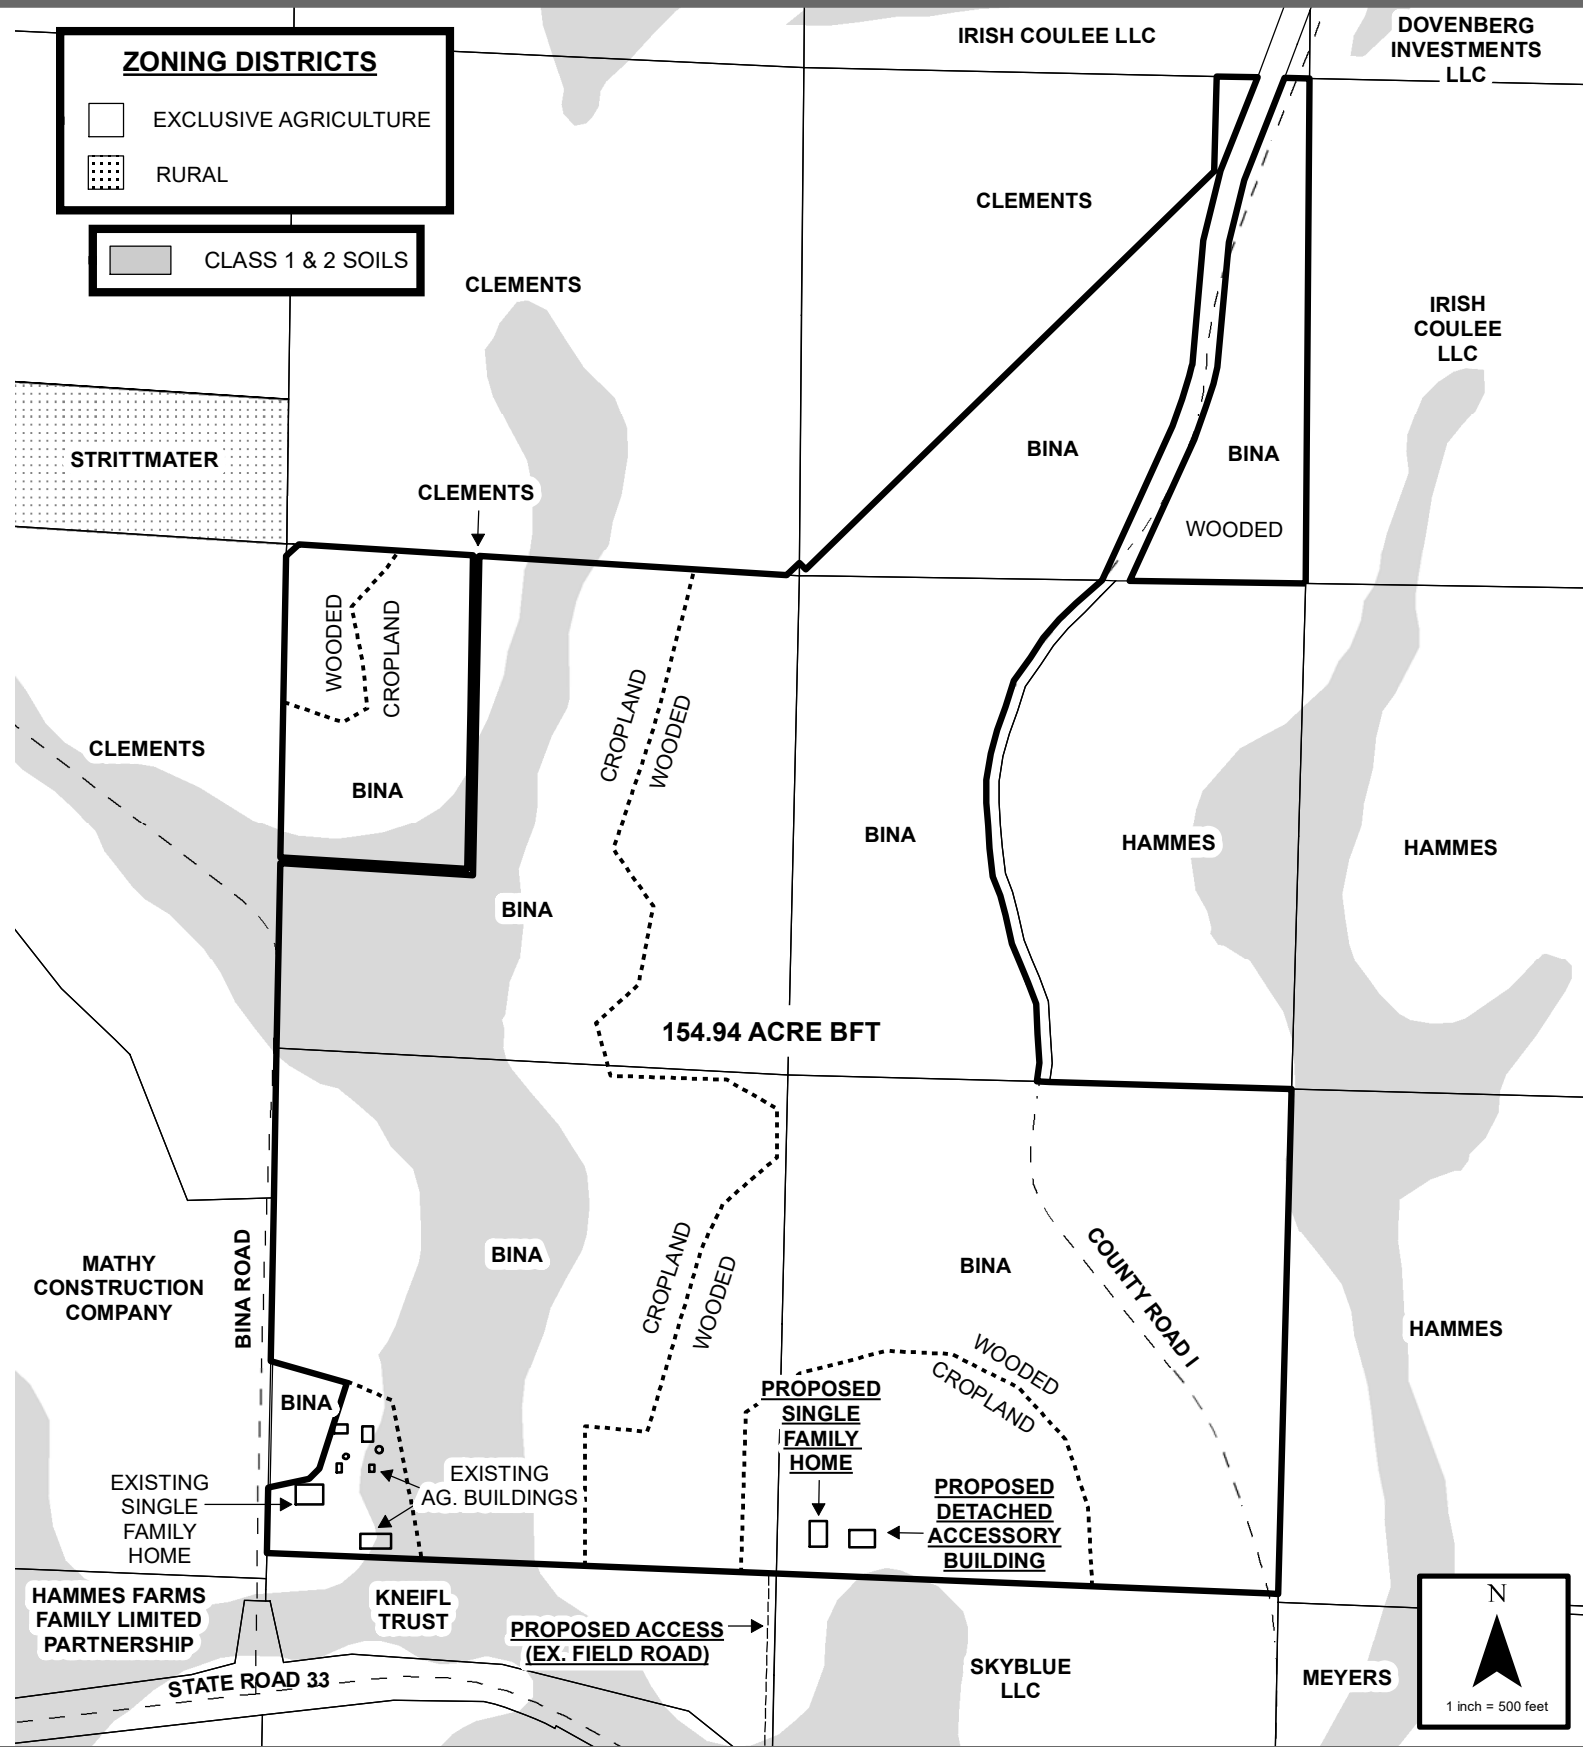 ZONING DISTRICTS
EXCLUSIVE AGRICULTURE
RURAL
CLASS 1 & 2 SOILS
IRISH COULEE LLC
DOVENBERG
INVESTMENTS
LLC
CLEMENTS
CLEMENTS
IRISH
COULEE
LLC
STRITTMATER
CLEMENTS
BINA
BINA
WOODED
WOODED
CROPLAND
CROPLAND
WOODED
CLEMENTS
BINA
BINA
HAMMES
HAMMES
BINA
154.94 ACRE BFT
MATHY
CONSTRUCTION
COMPANY
BINA ROAD
BINA
CROPLAND
WOODED
BINA
COUNTY ROAD I
HAMMES
WOODED
CROPLAND
BINA
PROPOSED
SINGLE
FAMILY
HOME
EXISTING
SINGLE
FAMILY
HOME
EXISTING
AG. BUILDINGS
PROPOSED
DETACHED
ACCESSORY
BUILDING
HAMMES FARMS
FAMILY LIMITED
PARTNERSHIP
KNEIFL
TRUST
PROPOSED ACCESS
(EX. FIELD ROAD)
STATE ROAD 33
SKYBLUE
LLC
MEYERS
N
1 inch = 500 feet